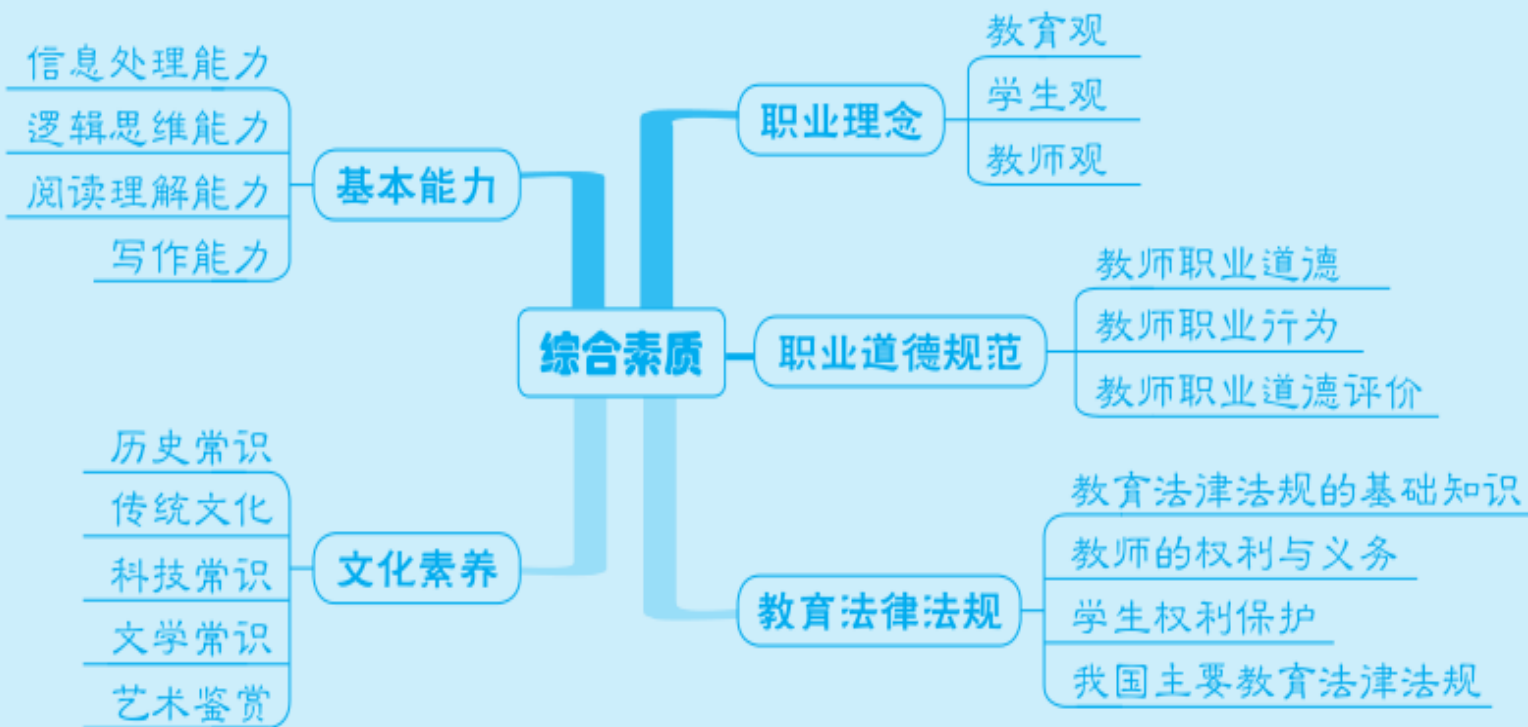 综合素质
职业理念
教育观
学生观
教师观
职业道德规范
教师职业道德
教师职业行为
教师职业道德评价
教育法律法规
教育法律法规的基础知识
教师的权利与义务
学生权利保护
我国主要教育法律法规
基本能力
信息处理能力
逻辑思维能力
阅读理解能力
写作能力
文化素养
历史常识
传统文化
科技常识
文学常识
艺术鉴赏